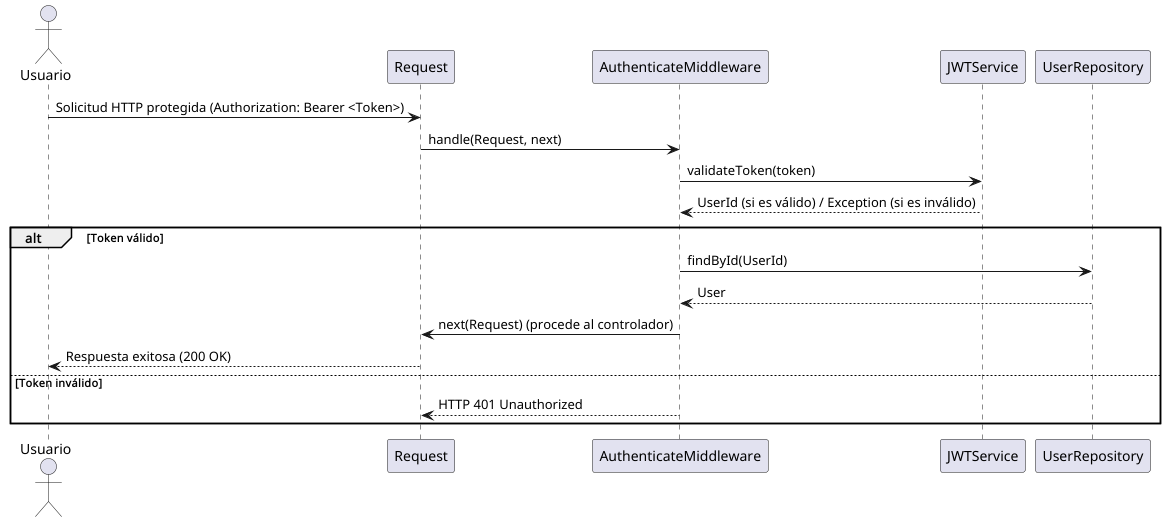 Usuario
Request
AuthenticateMiddleware
JWTService
UserRepository
Solicitud HTTP protegida (Authorization: Bearer <Token>)
handle(Request, next)
validateToken(token)
UserId (si es válido) / Exception (si es inválido)
alt
[Token válido]
findById(UserId)
User
next(Request) (procede al controlador)
Respuesta exitosa (200 OK)
[Token inválido]
HTTP 401 Unauthorized
Usuario
Request
AuthenticateMiddleware
JWTService
UserRepository